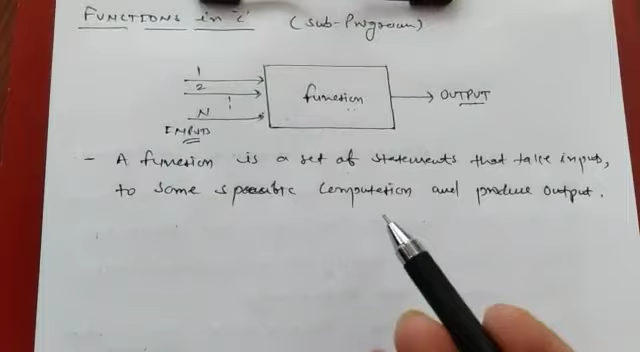 FUNCTIONS in 'c' (Sub-Program)
1
2
N
INPUTS
function
OUTPUT
- A function is a set of statements that take input,
to some specific computation and produce output.